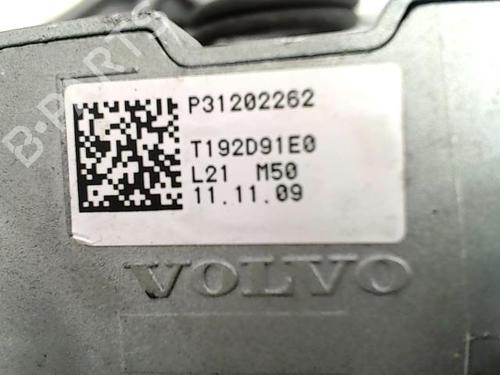 P31202262
T192D91E0
L21 M50
11.11.09
VOLVO
B-PARTS